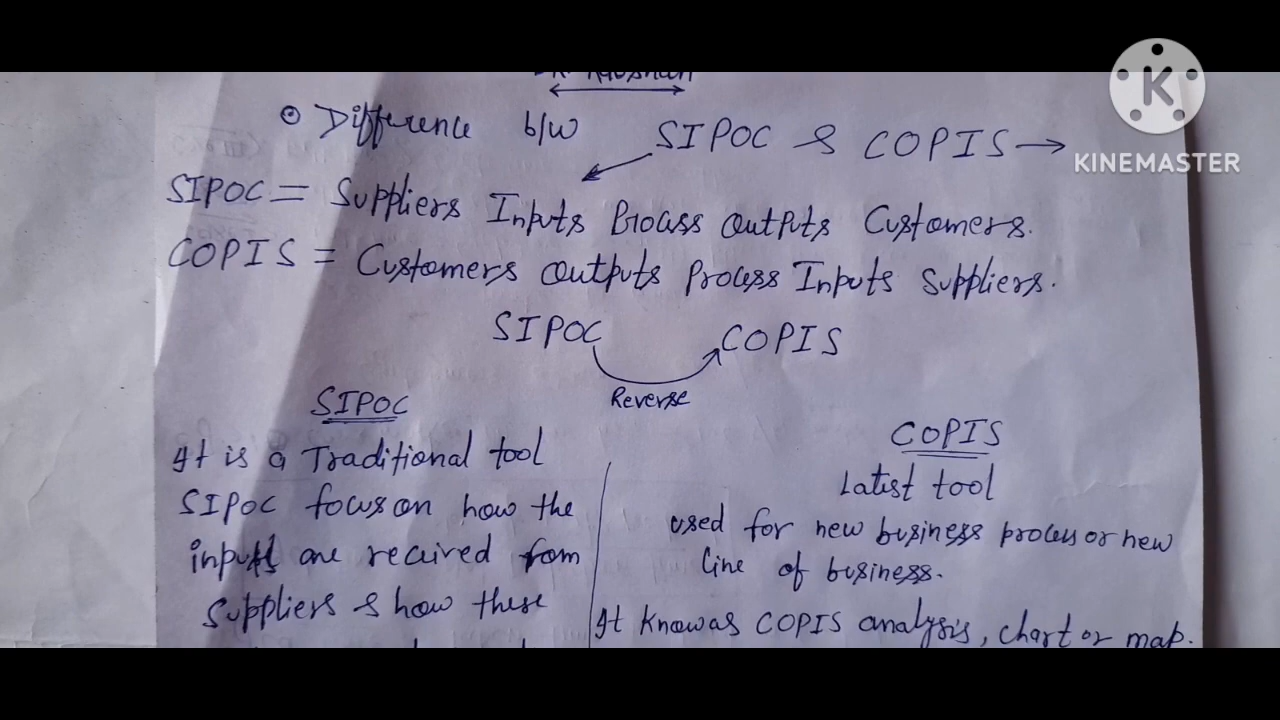 Difference b/w SIPOC & COPIS →
SIPOC = Suppliers Inputs Process Outputs Customers.
COPIS = Customers Outputs Process Inputs Suppliers.
SIPOC COPIS
Reverse
SIPOC
It is a Traditional tool
SIPOC focus on how the
inputs are received from
Suppliers & how these
COPIS
Latest tool
used for new business process or new
line of business.
It Know as COPIS analysis, chart or map.
K
KINEMASTER